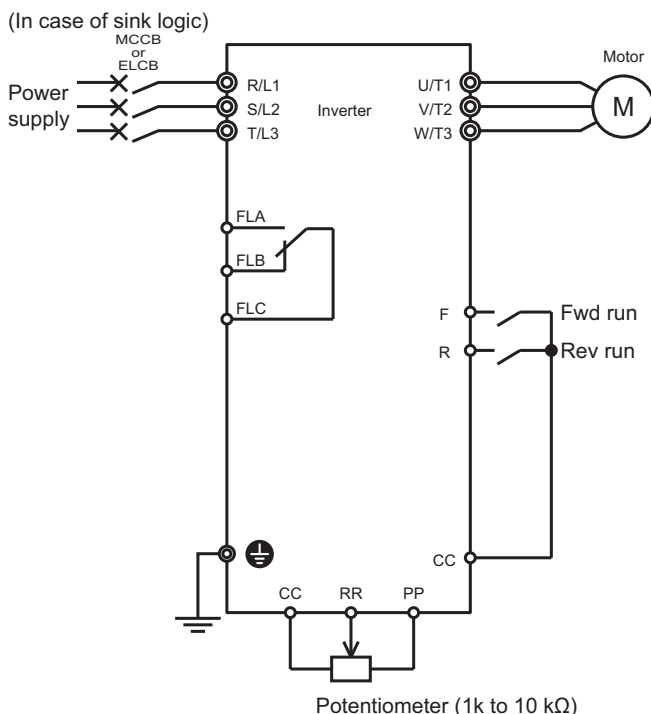 (In case of sink logic)
MCCB
or
ELCB
Power
supply
R/L1
S/L2
T/L3
Inverter
U/T1
V/T2
W/T3
Motor
M
FLA
FLB
FLC
F
Fwd run
R
Rev run
CC
CC
RR
PP
Potentiometer (1k to 10 kΩ)